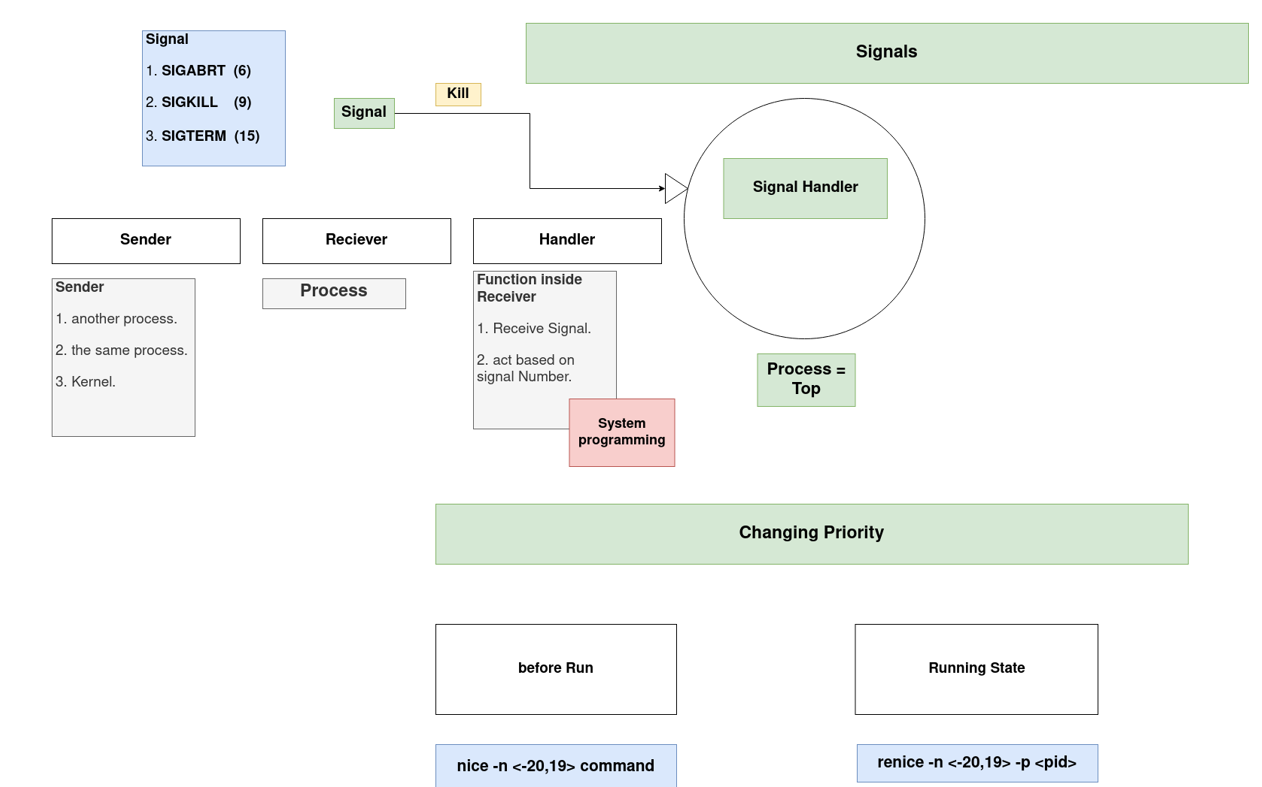 Signals
Signal
1. SIGABRT (6)
2. SIGKILL (9)
3. SIGTERM (15)
Kill
Signal
Signal Handler
Sender
Reciever
Handler
Sender
1. another process.
2. the same process.
3. Kernel.
Process
Function inside
Receiver
1. Receive Signal.
2. act based on
signal Number.
System
programming
Process =
Top
Changing Priority
before Run
Running State
nice -n <-20,19> command
renice -n <-20,19> -p <pid>